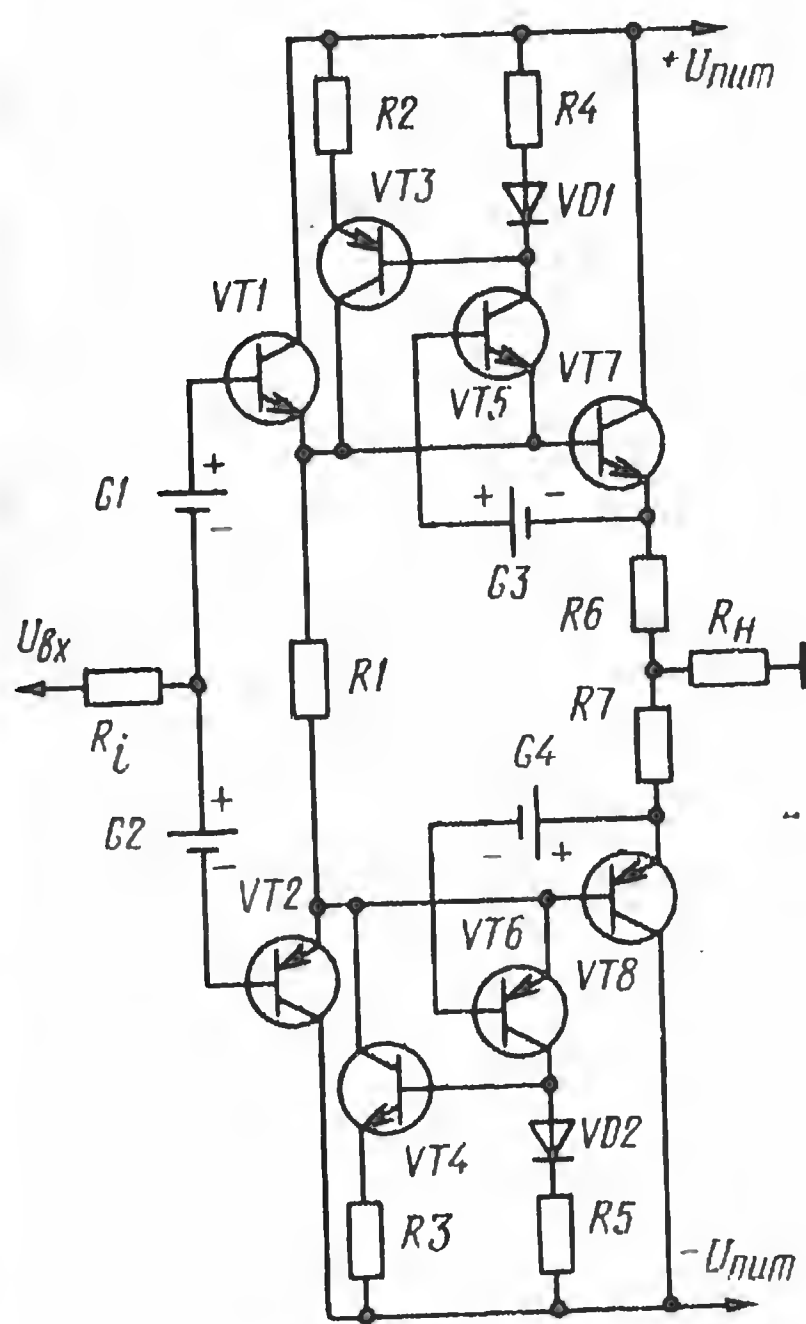 +Uпит
R2
R4
VT3
VD1
VT1
VT7
VT5
+
G1
-
+ -
G3
R6
Rн
Uвх
Ri
R1
R7
G4
+
G2
-
- +
VT2
VT6
VT8
VT4
VD2
R3
R5
-Uпит